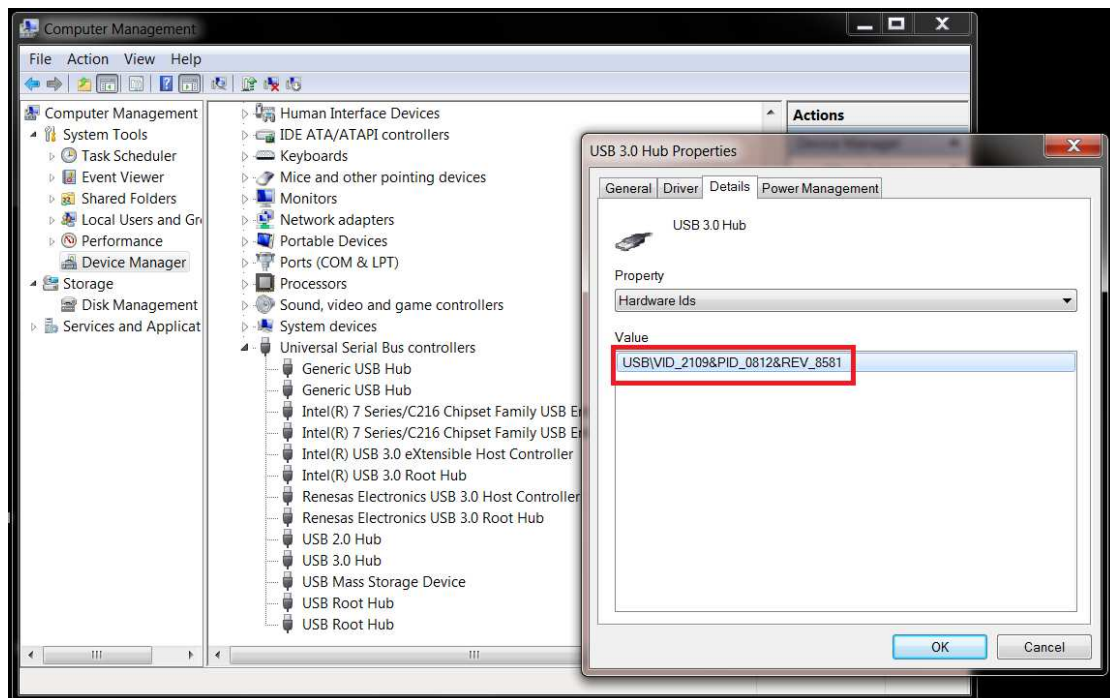 Computer Management
File Action View Help
Computer Management
System Tools
Task Scheduler
Event Viewer
Shared Folders
Local Users and Gr
Performance
Device Manager
Storage
Disk Management
Services and Applicat
Human Interface Devices
IDE ATA/ATAPI controllers
Keyboards
Mice and other pointing devices
Monitors
Network adapters
Portable Devices
Ports (COM & LPT)
Processors
Sound, video and game controllers
System devices
Universal Serial Bus controllers
Generic USB Hub
Generic USB Hub
Intel(R) 7 Series/C216 Chipset Family USB E
Intel(R) 7 Series/C216 Chipset Family USB E
Intel(R) USB 3.0 eXtensible Host Controller
Intel(R) USB 3.0 Root Hub
Renesas Electronics USB 3.0 Host Controller
Renesas Electronics USB 3.0 Root Hub
USB 2.0 Hub
USB 3.0 Hub
USB Mass Storage Device
USB Root Hub
USB Root Hub
Actions
USB 3.0 Hub Properties
General Driver Details Power Management
USB 3.0 Hub
Property
Hardware Ids
Value
USB\VID_2109&PID_0812&REV_8581
OK Cancel